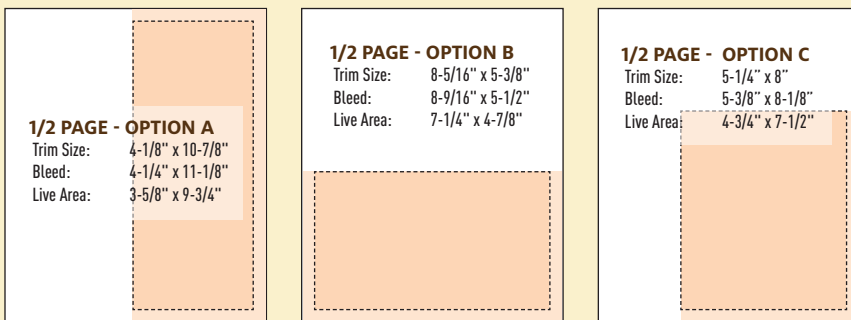 1/2 PAGE - OPTION A
Trim Size: 4-1/8" x 10-7/8"
Bleed: 4-1/4" x 11-1/8"
Live Area: 3-5/8" x 9-3/4"
1/2 PAGE - OPTION B
Trim Size: 8-5/16" x 5-3/8"
Bleed: 8-9/16" x 5-1/2"
Live Area: 7-1/4" x 4-7/8"
1/2 PAGE - OPTION C
Trim Size: 5-1/4” x 8”
Bleed: 5-3/8” x 8-1/8”
Live Area: 4-3/4" x 7-1/2"